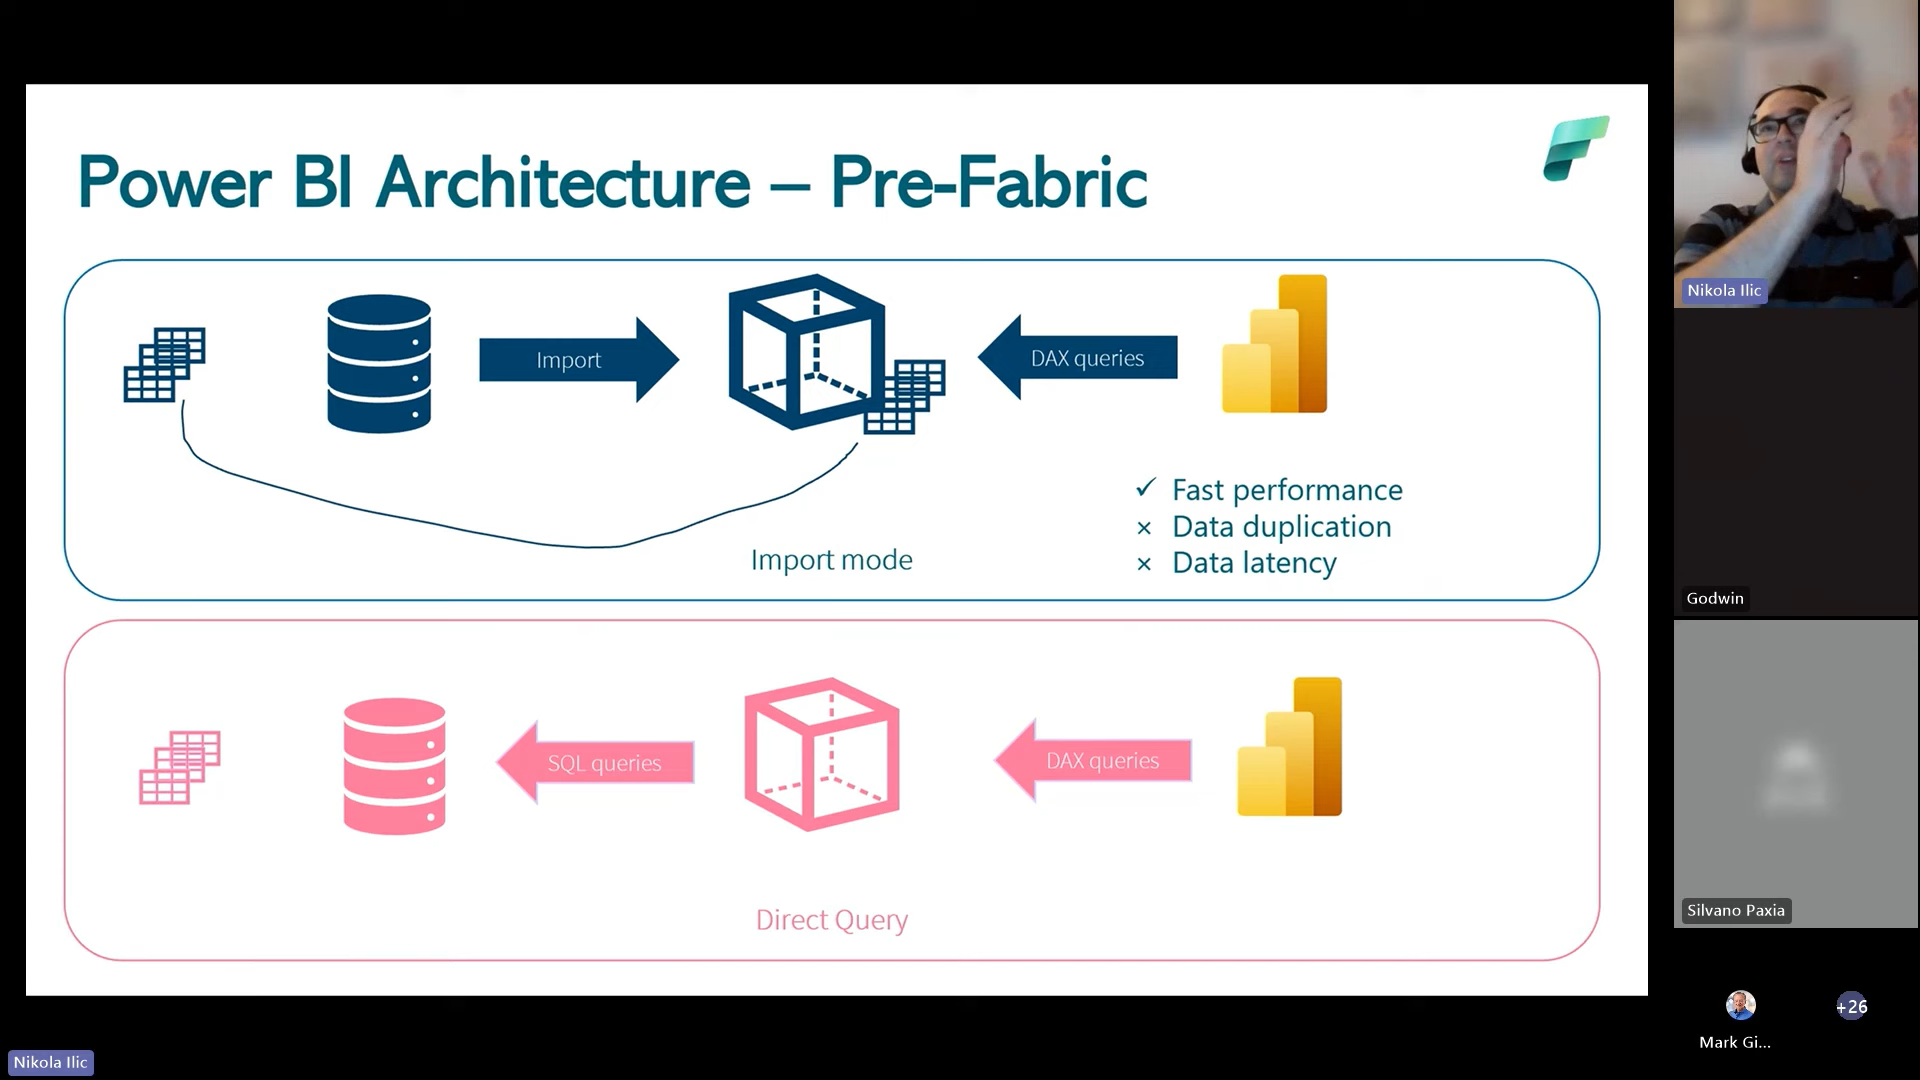 Power BI Architecture – Pre-Fabric
Import
DAX queries
✓ Fast performance
× Data duplication
× Data latency
Import mode
SQL queries
DAX queries
Direct Query
Nikola Ilic
Godwin
Silvano Paxia
Mark Gi...
+26
Nikola Ilic